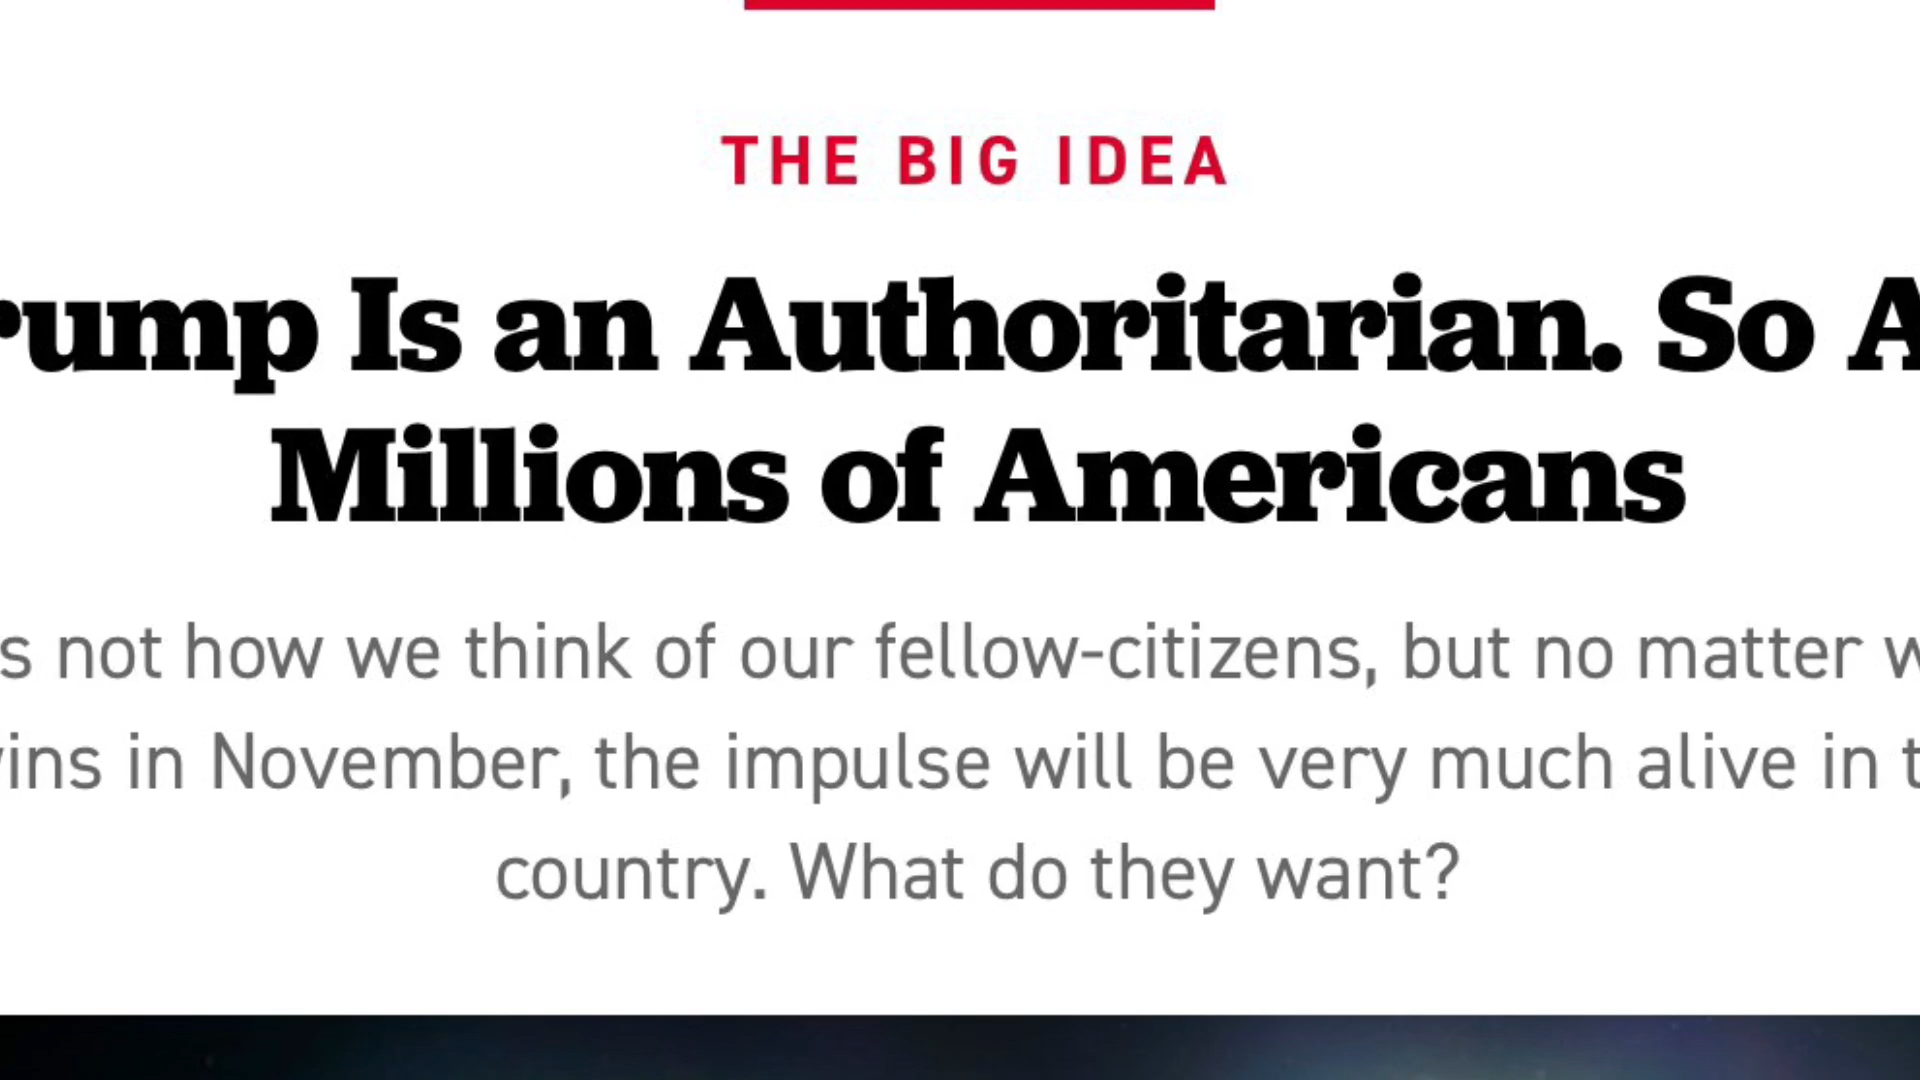 THE BIG IDEA
rump Is an Authoritarian. So A
Millions of Americans
s not how we think of our fellow-citizens, but no matter w
ins in November, the impulse will be very much alive in t
country. What do they want?